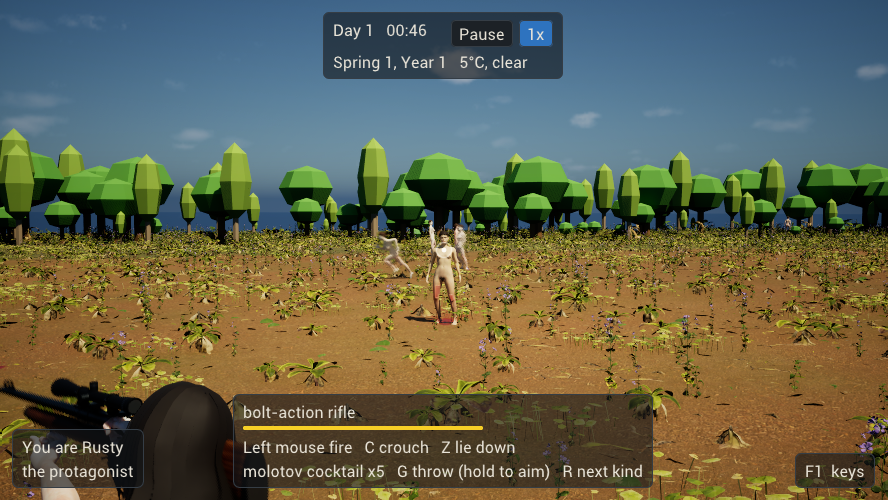 Day 1 00:46 Pause 1x
Spring 1, Year 1 5°C, clear
bolt-action rifle
Left mouse fire C crouch Z lie down
molotov cocktail x5 G throw (hold to aim) R next kind
You are Rusty
the protagonist
F1 keys